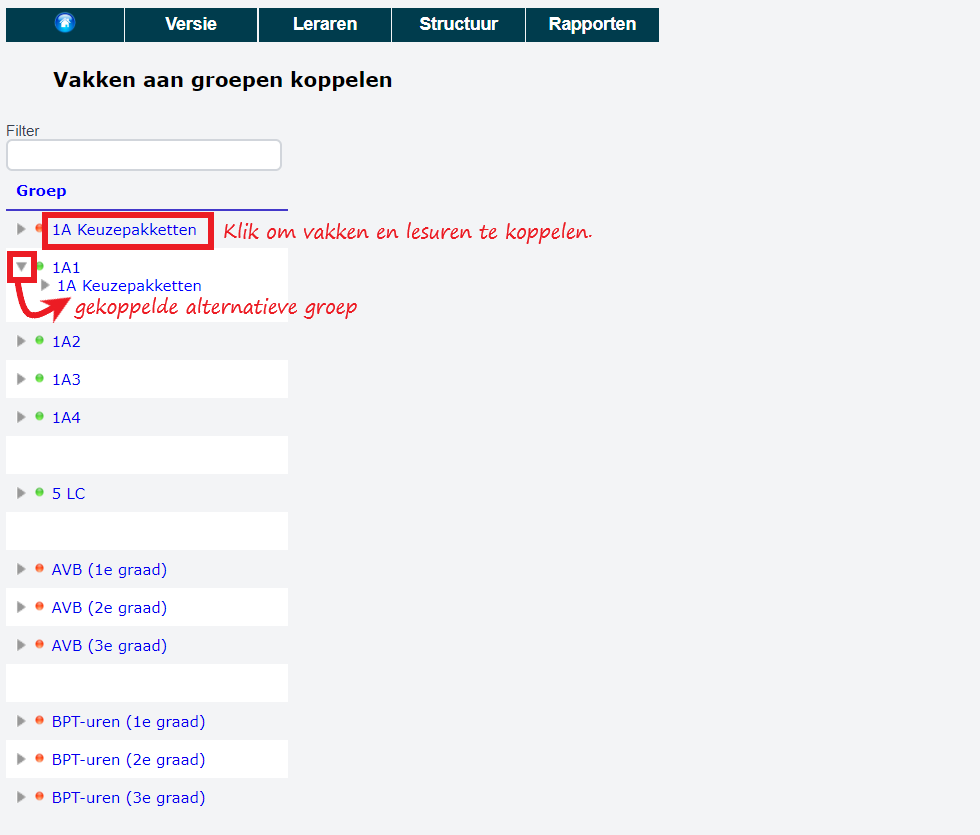 Versie Leraren Structuur Rapporten
Vakken aan groepen koppelen
Filter
Groep
1A Keuzepakketten Klik om vakken en lesuren te koppelen.
1A1
1A Keuzepakketten
gekoppelde alternatieve groep
1A2
1A3
1A4
5 LC
AVB (1e graad)
AVB (2e graad)
AVB (3e graad)
BPT-uren (1e graad)
BPT-uren (2e graad)
BPT-uren (3e graad)